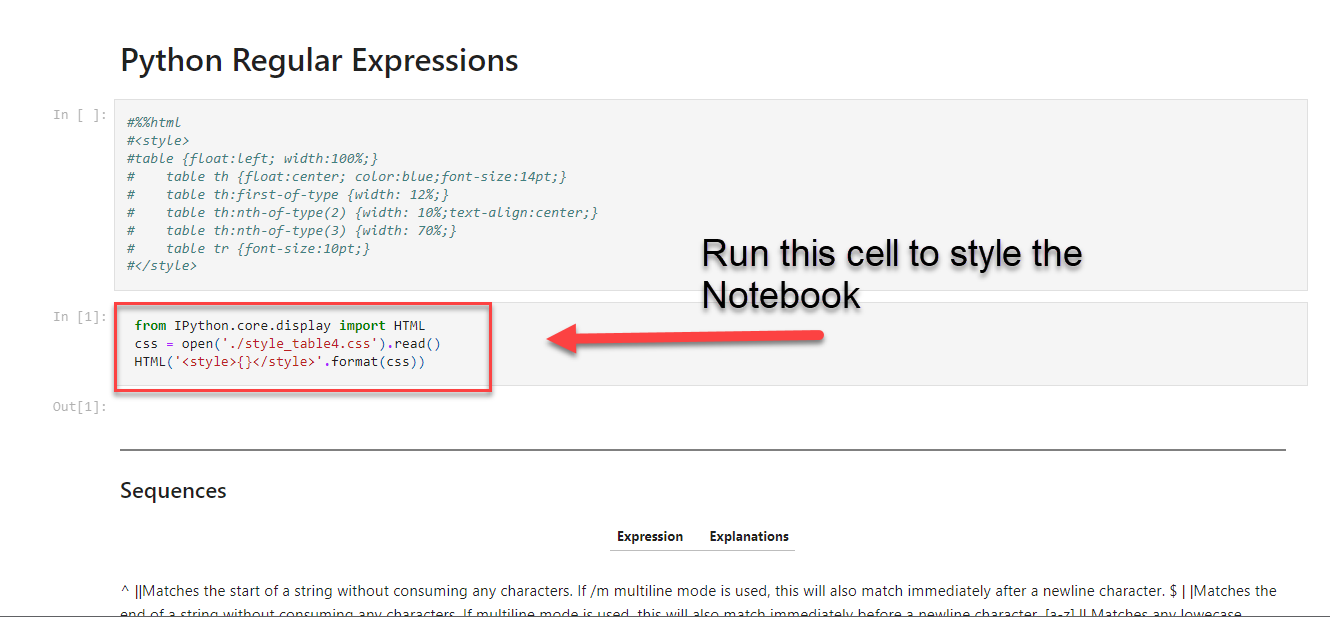 Python Regular Expressions
In [ ]:
#%%html
#<style>
#table {float:left; width:100%;}
#    table th {float:center; color:blue;font-size:14pt;}
#    table th:first-of-type {width: 12%;}
#    table th:nth-of-type(2) {width: 10%;text-align:center;}
#    table th:nth-of-type(3) {width: 70%;}
#    table tr {font-size:10pt;}
#</style>
Run this cell to style the
Notebook
In [1]:
from IPython.core.display import HTML
css = open('./style_table4.css').read()
HTML('<style>{}</style>'.format(css))
Out[1]:
Sequences
Expression Explanations
^ ||Matches the start of a string without consuming any characters. If /m multiline mode is used, this will also match immediately after a newline character. $ | |Matches the
end of a string without consuming any characters. If multiline mode is used, this will also match immediately before a newline character. [a-z] || Matches any lowercase